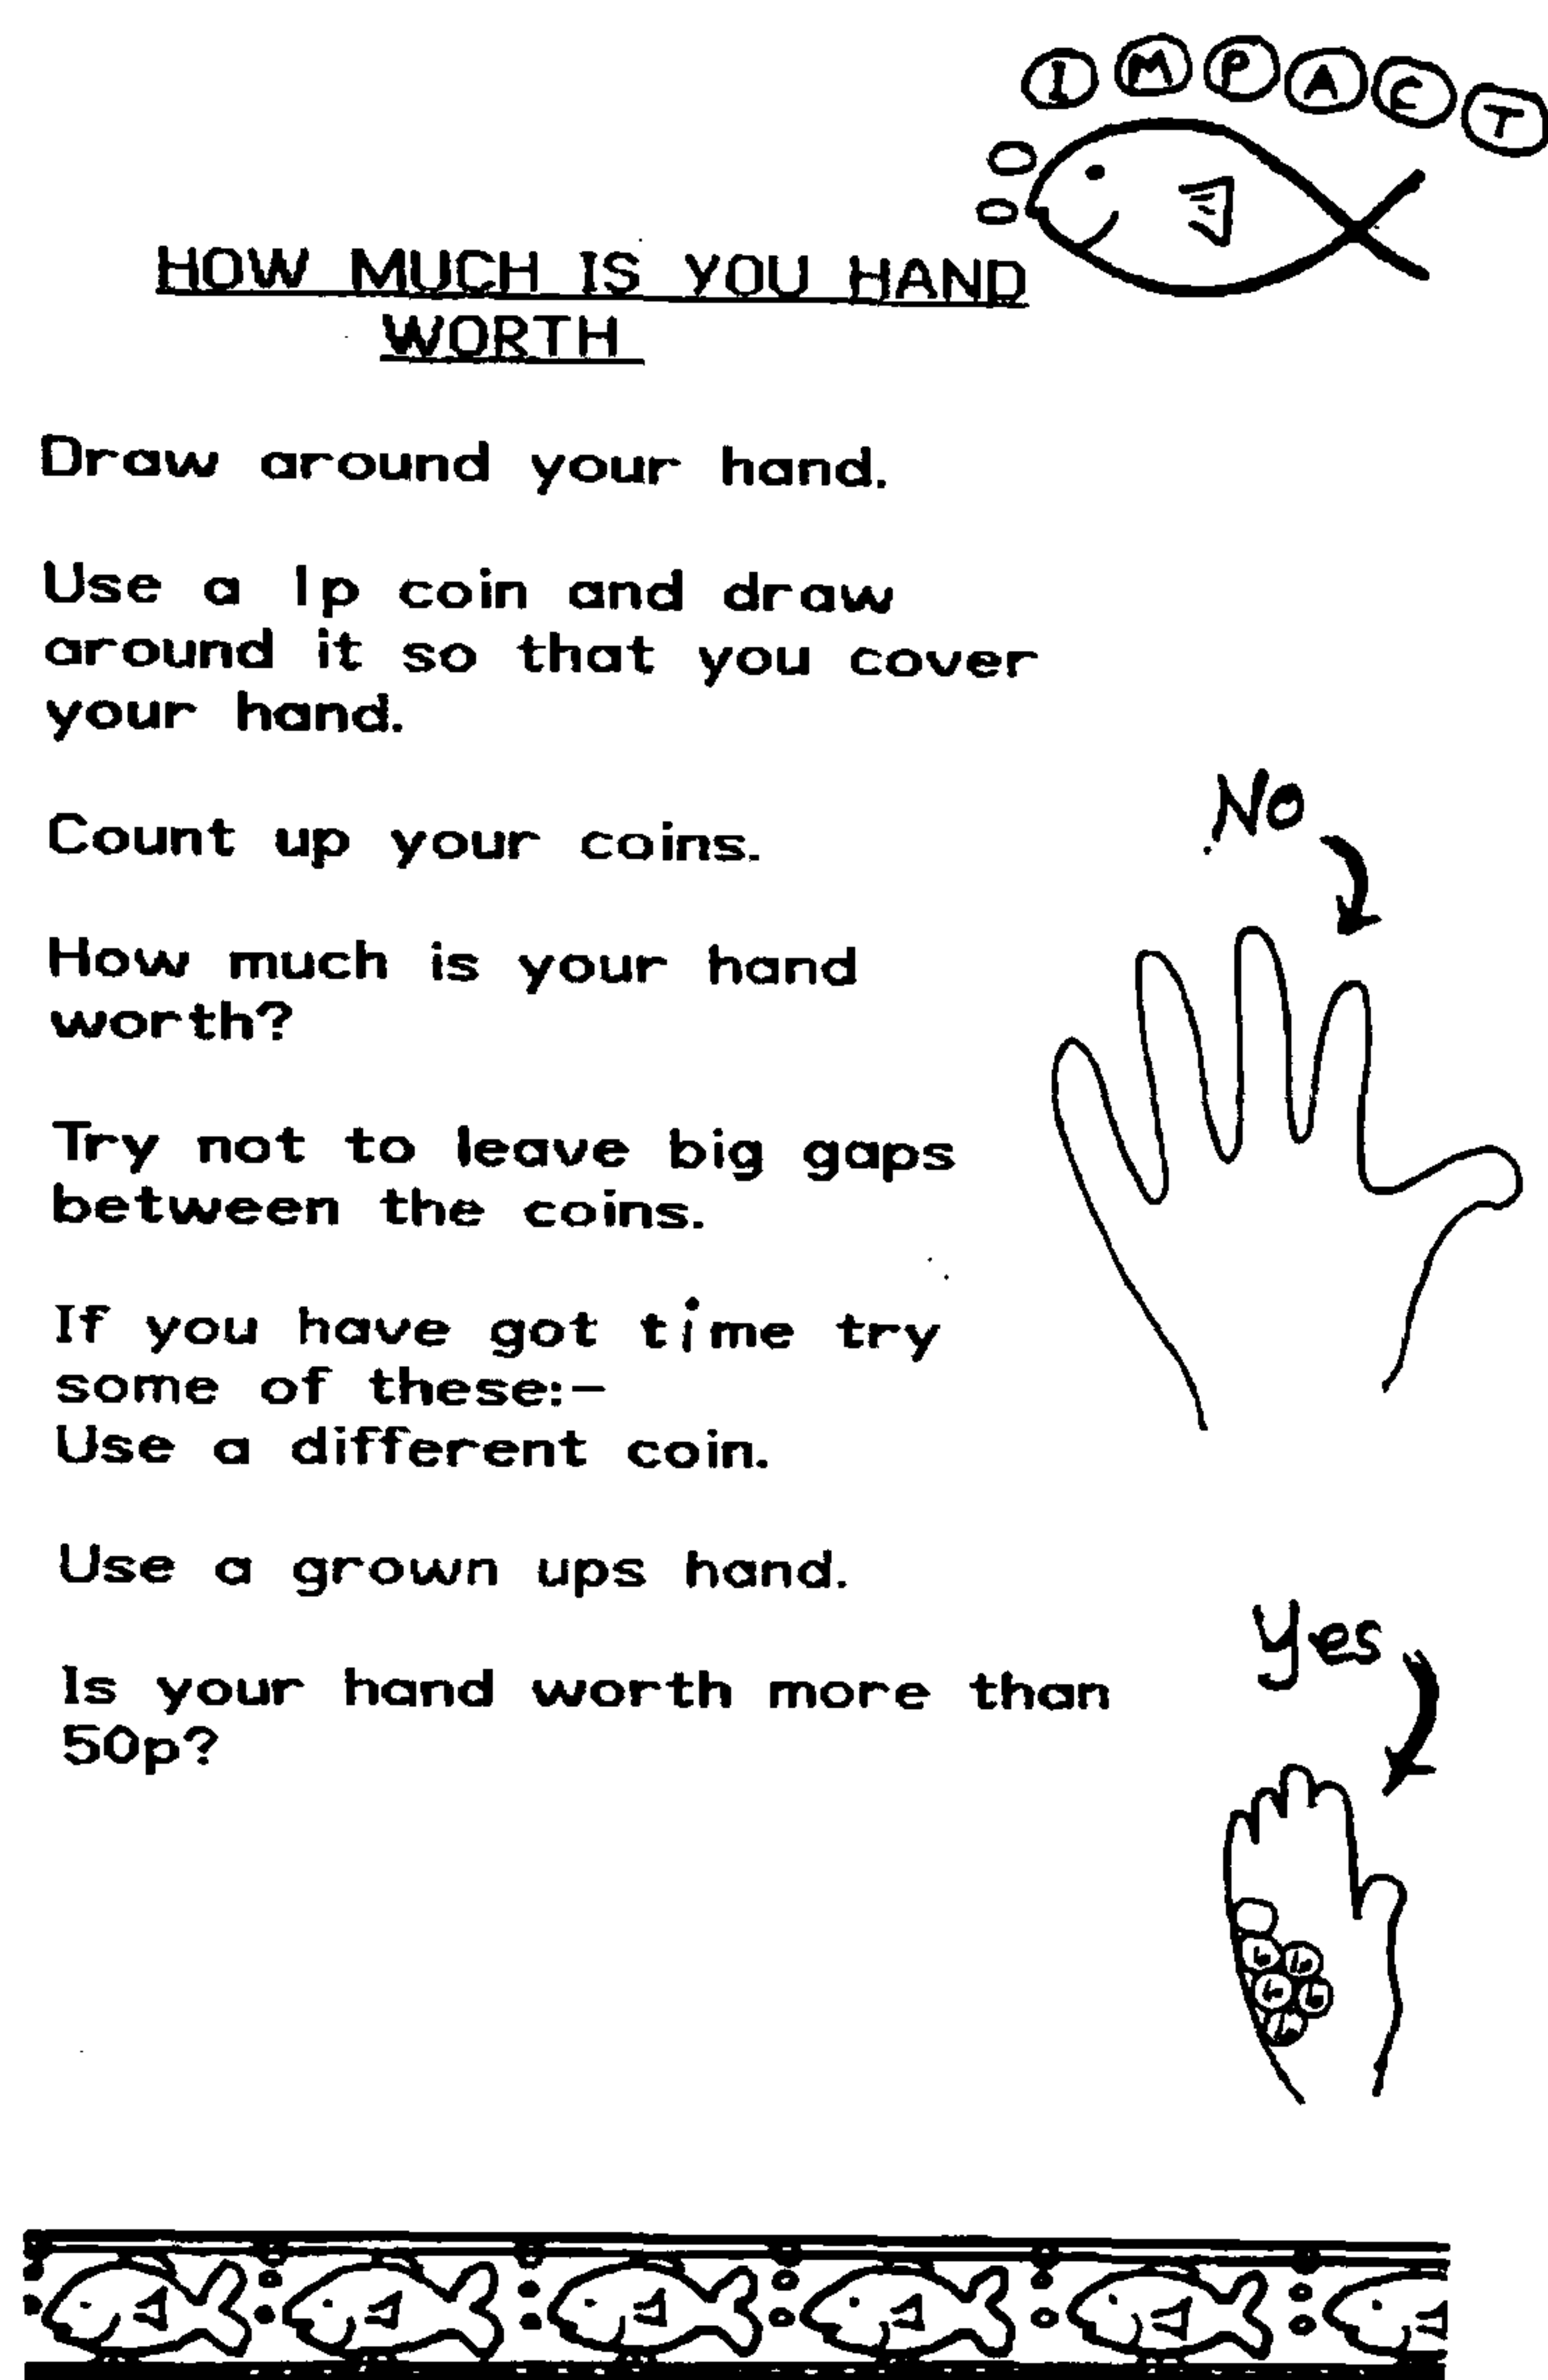 IMPACT
HOW MUCH IS YOU HAND
WORTH
Draw around your hand.
Use a 1p coin and draw
around it so that you cover
your hand.
Count up your coins.
How much is your hand
worth?
Try not to leave big gaps
between the coins.
If you have got time try
some of these:-
Use a different coin.
Use a grown ups hand.
Is your hand worth more than
50p?
No
Yes